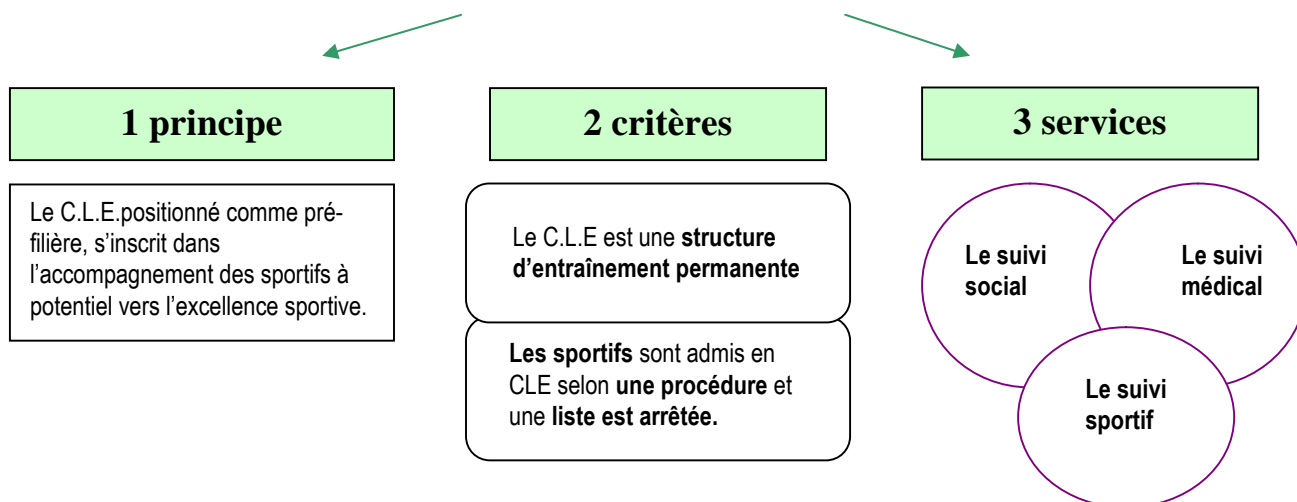 1 principe
Le C.L.E.positionné comme pré-
filière, s’inscrit dans
l’accompagnement des sportifs à
potentiel vers l’excellence sportive.
2 critères
Le C.L.E est une structure
d’entraînement permanente
Les sportifs sont admis en
CLE selon une procédure et
une liste est arrêtée.
3 services
Le suivi
social
Le suivi
médical
Le suivi
sportif